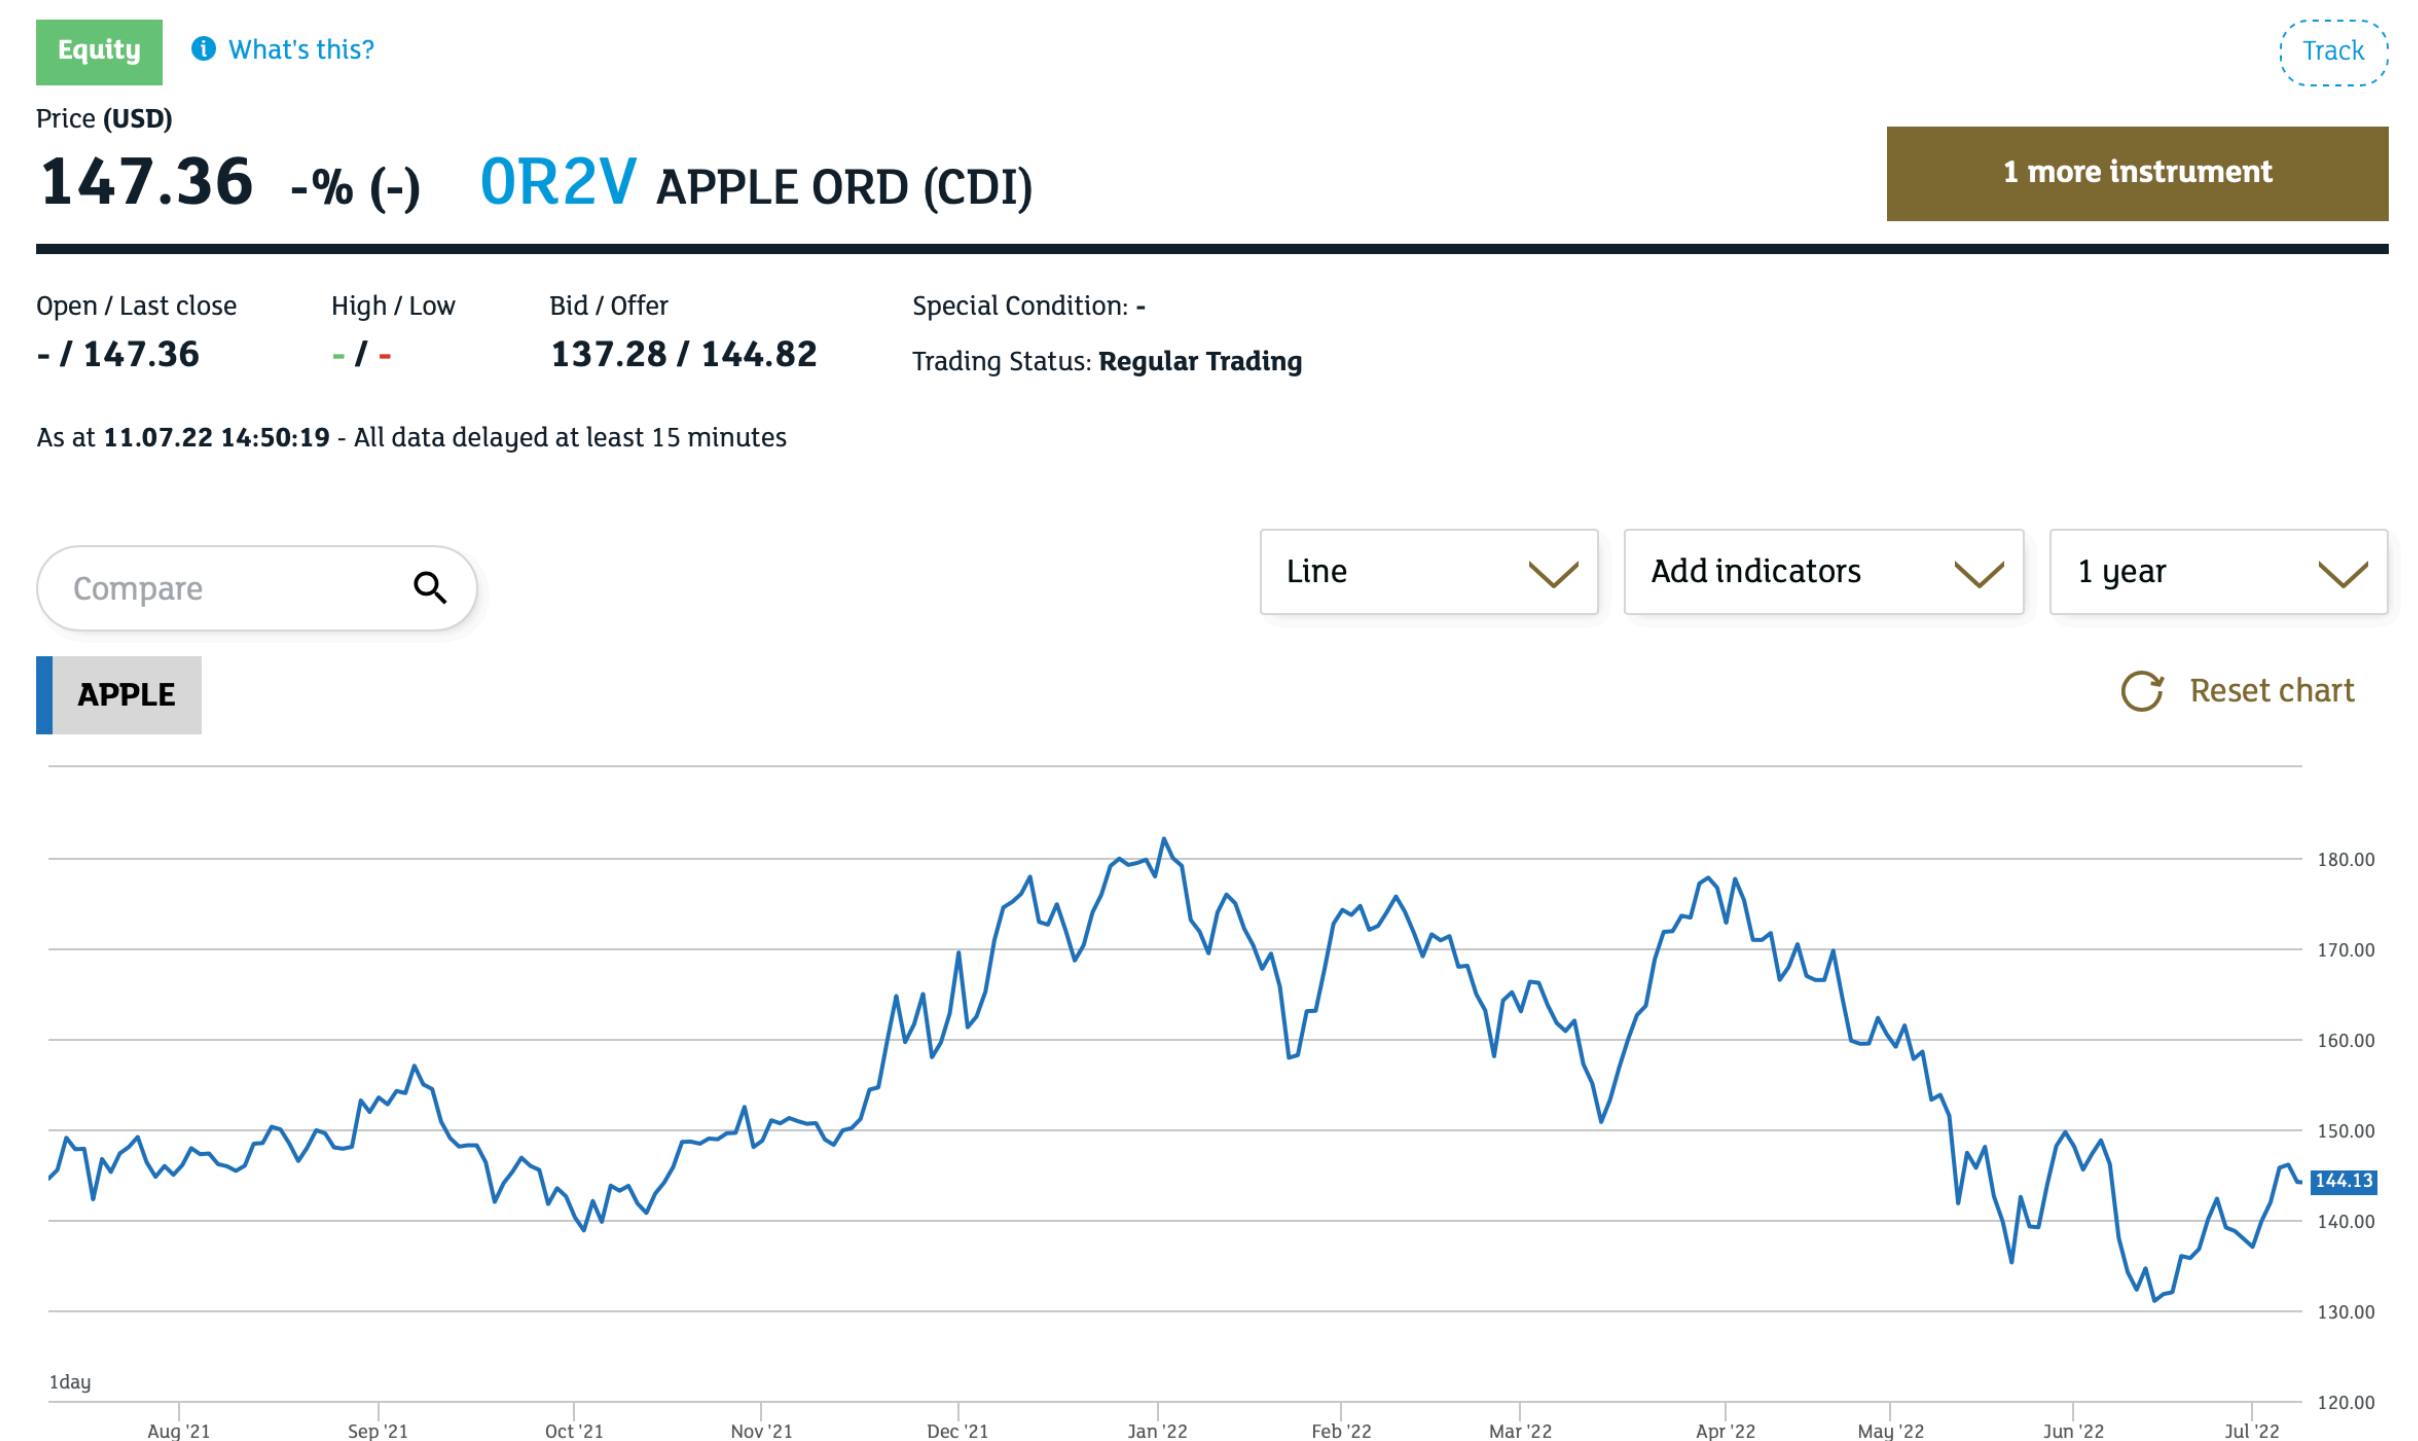 Equity
What's this?
Track
Price (USD)
147.36 -% (-) 0R2V APPLE ORD (CDI)
1 more instrument
Open / Last close
- / 147.36
High / Low
- / -
Bid / Offer
137.28 / 144.82
Special Condition: -
Trading Status: Regular Trading
As at 11.07.22 14:50:19 - All data delayed at least 15 minutes
Compare
Line
Add indicators
1 year
APPLE
Reset chart
180.00
170.00
160.00
150.00
144.13
140.00
130.00
120.00
1day
Aug '21
Sep '21
Oct '21
Nov '21
Dec '21
Jan '22
Feb '22
Mar '22
Apr '22
May '22
Jun '22
Jul '22